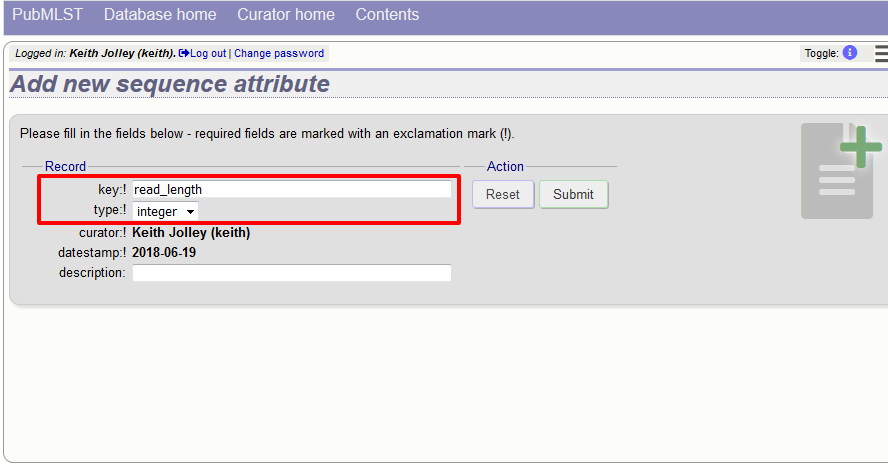 PubMLST Database home Curator home Contents
Logged in: Keith Jolley (keith). Log out | Change password Toggle: i
Add new sequence attribute
Please fill in the fields below - required fields are marked with an exclamation mark (!).
Record Action
key:! read_length Reset Submit
type:! integer
curator:! Keith Jolley (keith)
datestamp:! 2018-06-19
description: